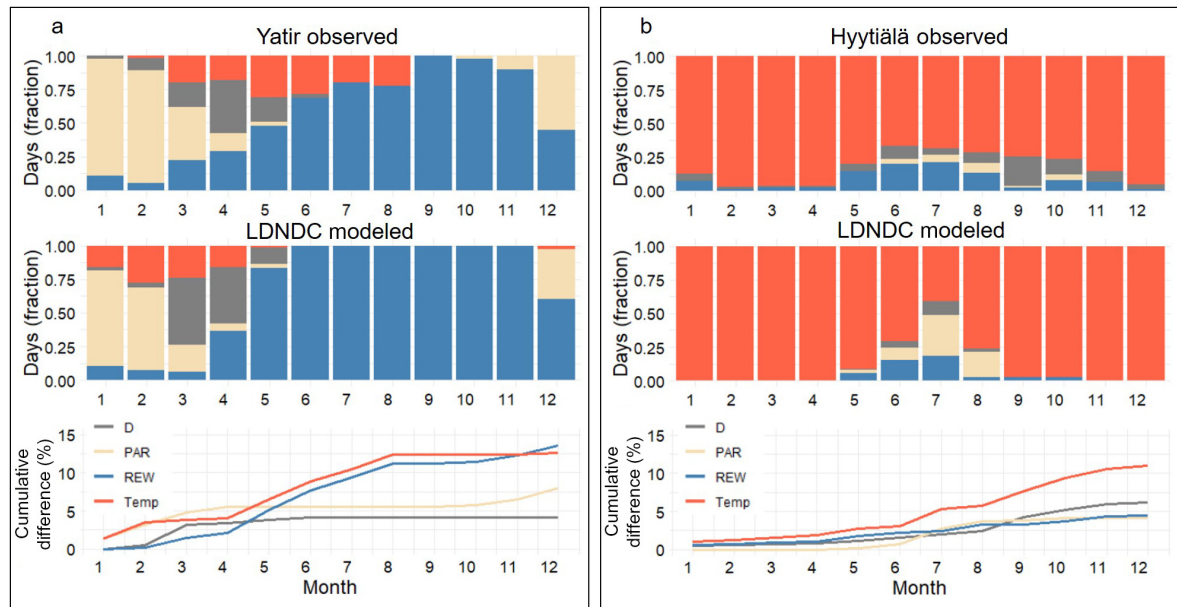 a
Yatir observed
Days (fraction)
1.00
0.75
0.50
0.25
0.00
1 2 3 4 5 6 7 8 9 10 11 12
LDNDC modeled
Days (fraction)
1.00
0.75
0.50
0.25
0.00
1 2 3 4 5 6 7 8 9 10 11 12
Cumulative
difference (%)
15
10
5
0
D
PAR
REW
Temp
1 2 3 4 5 6 7 8 9 10 11 12
Month
b
Hyytiälä observed
Days (fraction)
1.00
0.75
0.50
0.25
0.00
1 2 3 4 5 6 7 8 9 10 11 12
LDNDC modeled
Days (fraction)
1.00
0.75
0.50
0.25
0.00
1 2 3 4 5 6 7 8 9 10 11 12
Cumulative
difference (%)
15
10
5
0
D
PAR
REW
Temp
1 2 3 4 5 6 7 8 9 10 11 12
Month